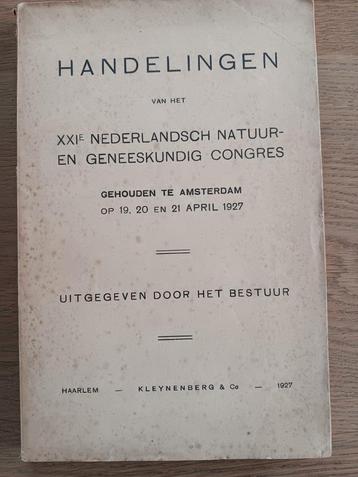 HANDELINGEN
VAN HET
XXIE NEDERLANDSCH NATUUR-
EN GENEESKUNDIG CONGRES
GEHOUDEN TE AMSTERDAM
OP 19, 20 EN 21 APRIL 1927
UITGEGEVEN DOOR HET BESTUUR
HAARLEM — KLEYNENBERG & Co — 1927